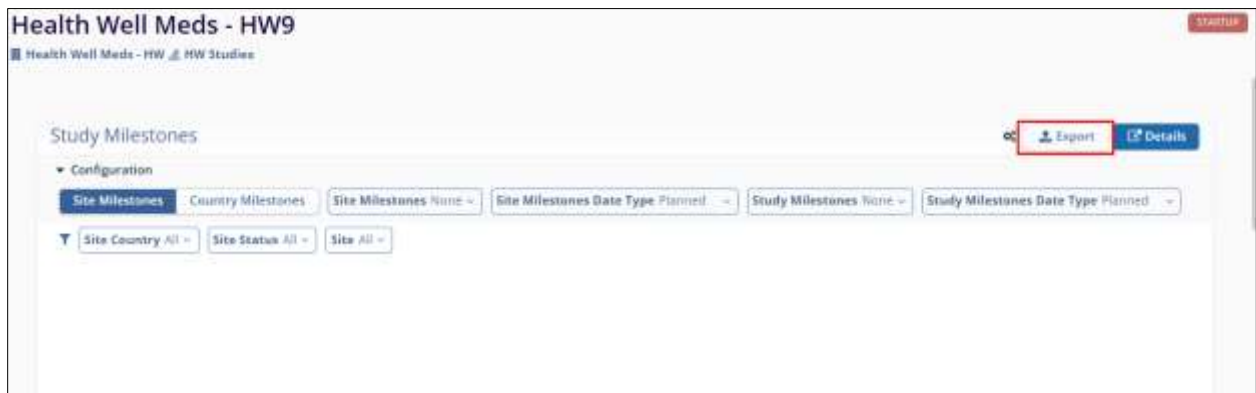 Health Well Meds - HW9
STARTUP
Health Well Meds - HW HW Studies
Study Milestones
Export
Details
Configuration
Site Milestones Country Milestones Site Milestones None Site Milestones Date Type Planned Study Milestones None Study Milestones Date Type Planned
Site Country All Site Status All Site All